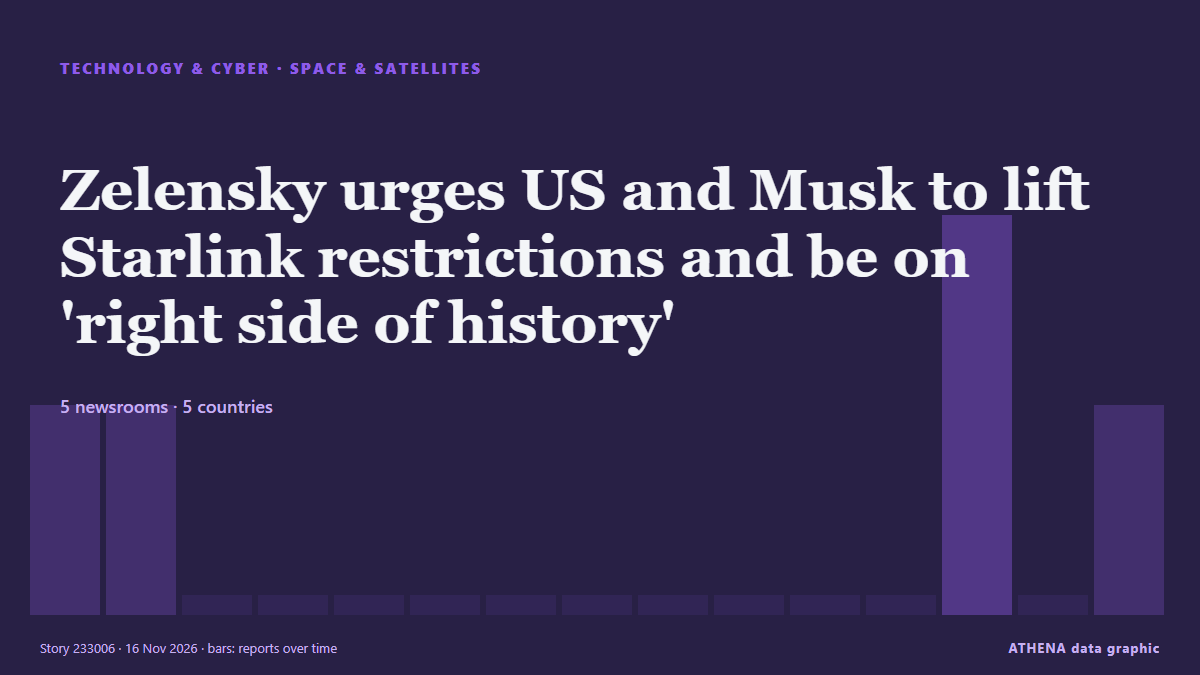 TECHNOLOGY & CYBER · SPACE & SATELLITES
Zelensky urges US and Musk to lift
Starlink restrictions and be on
'right side of history'
5 newsrooms · 5 countries
Story 233006 · 16 Nov 2026 · bars: reports over time
ATHENA data graphic